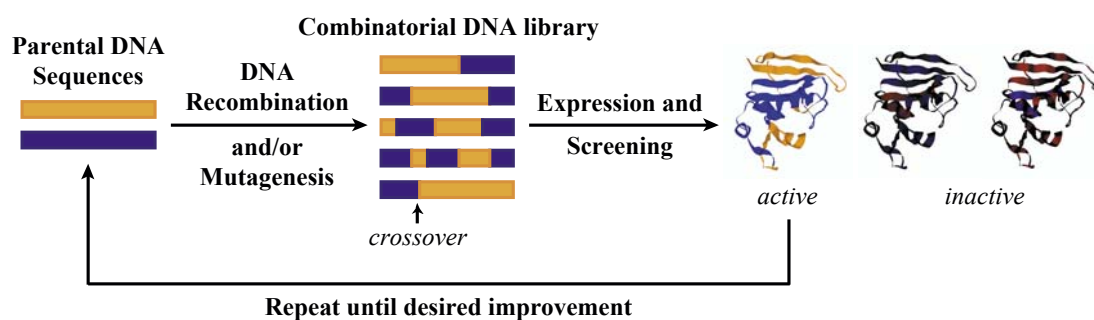 Parental DNA
Sequences
DNA
Recombination
and/or
Mutagenesis
Combinatorial DNA library
crossover
Expression and
Screening
active
inactive
Repeat until desired improvement